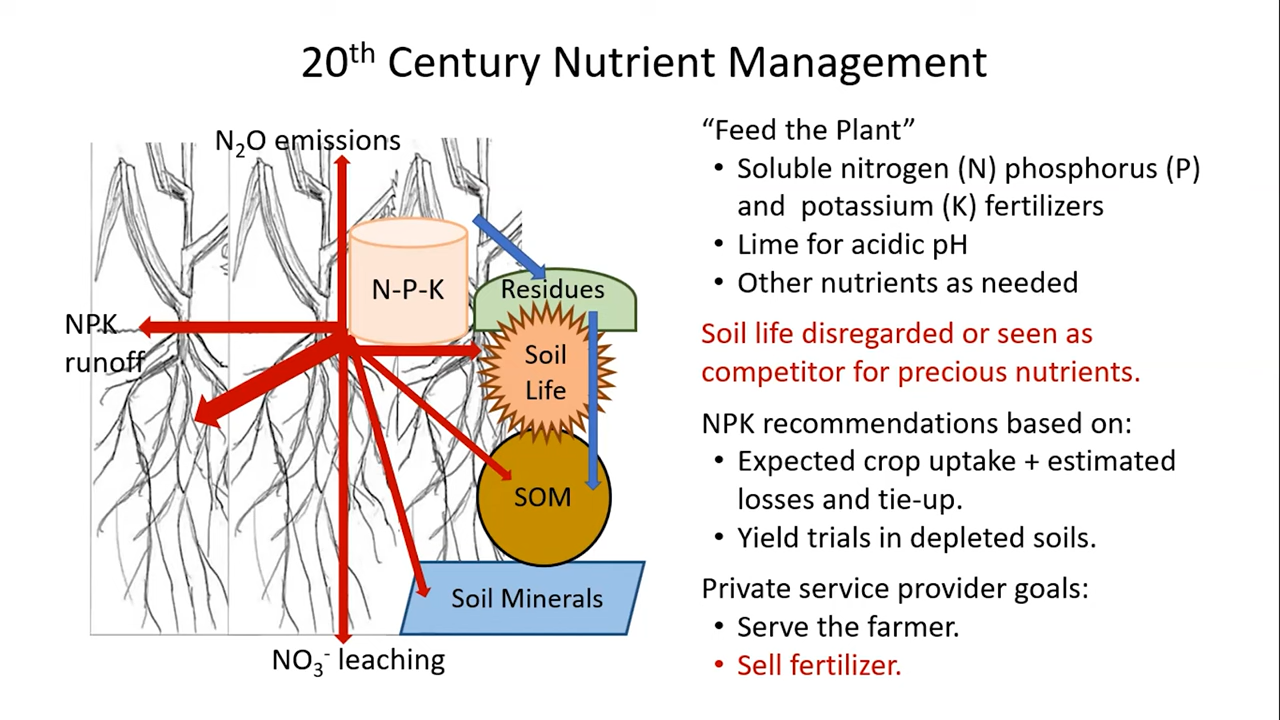 20th Century Nutrient Management
N2O emissions
N-P-K
Residues
NPK
runoff
Soil
Life
SOM
Soil Minerals
NO3- leaching
“Feed the Plant”
• Soluble nitrogen (N) phosphorus (P)
and potassium (K) fertilizers
• Lime for acidic pH
• Other nutrients as needed
Soil life disregarded or seen as
competitor for precious nutrients.
NPK recommendations based on:
• Expected crop uptake + estimated
losses and tie-up.
• Yield trials in depleted soils.
Private service provider goals:
• Serve the farmer.
• Sell fertilizer.